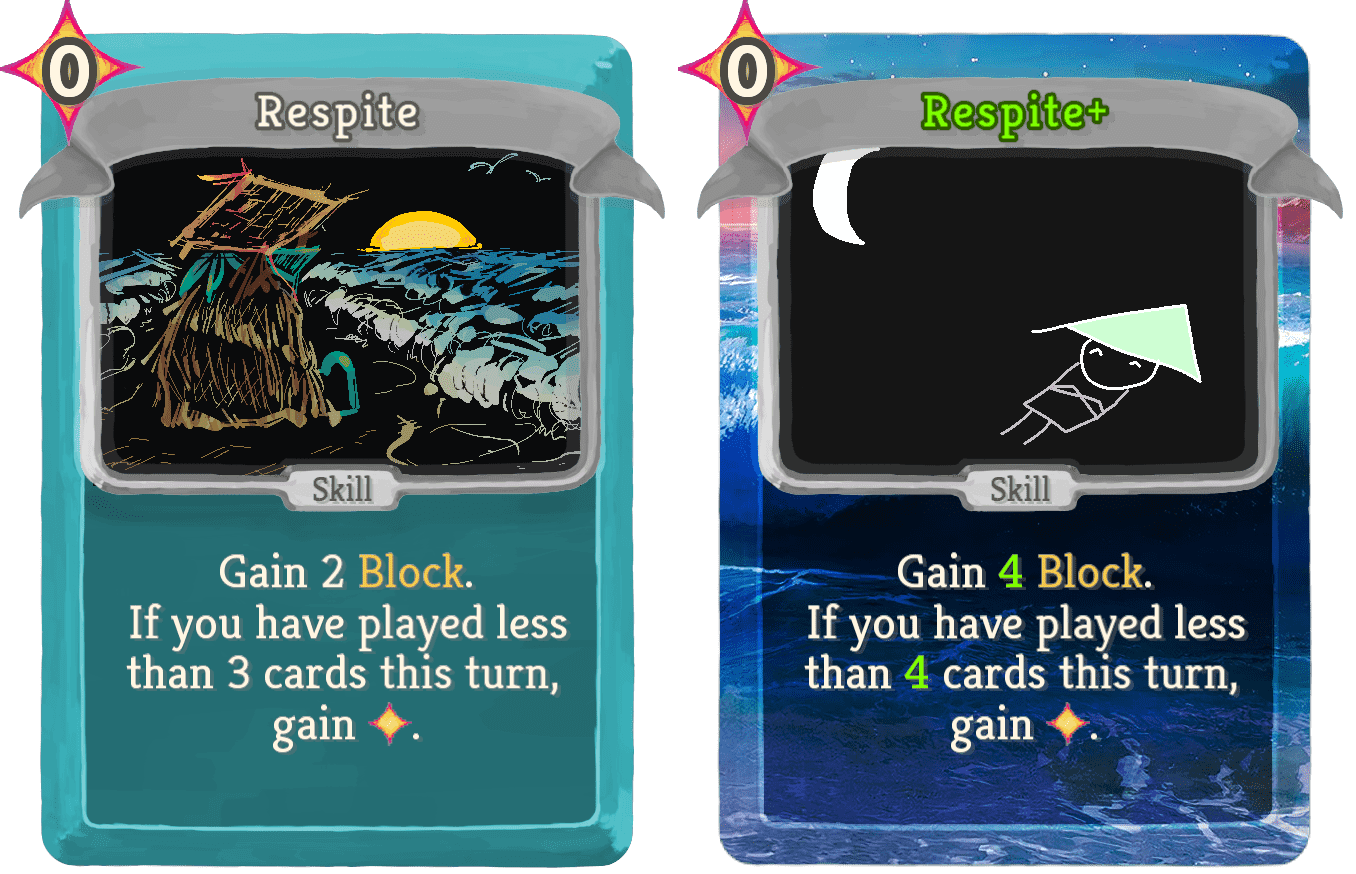 0
Respite
Skill
Gain 2 Block.
If you have played less
than 3 cards this turn,
gain .
0
Respite+
Skill
Gain 4 Block.
If you have played less
than 4 cards this turn,
gain .